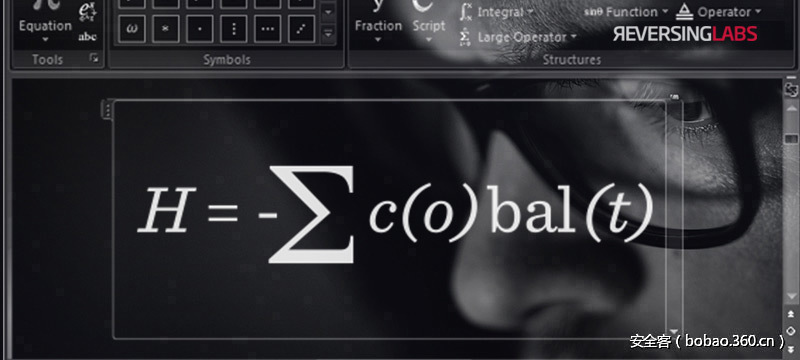 Equation
Tools
abc
Symbols
Fraction
Script
Integral
Large Operator
sinθ Function
Operator
Structures
REVERSINGLABS
H = -∑ c(o)bal(t)
安全客（bobao.360.cn）